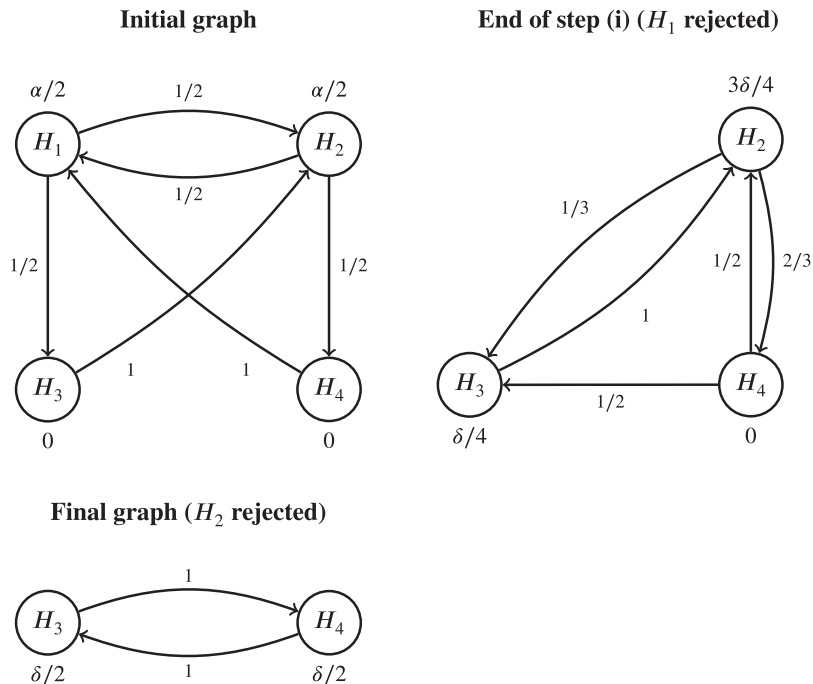 Initial graph
α/2
α/2
1/2
H₁
H₂
1/2
1/2
1/2
1
1
H₃
H₄
0
0
End of step (i) (H₁ rejected)
3δ/4
H₂
1/3
1/2
2/3
1
H₃
H₄
1/2
δ/4
0
Final graph (H₂ rejected)
1
H₃
H₄
1
δ/2
δ/2